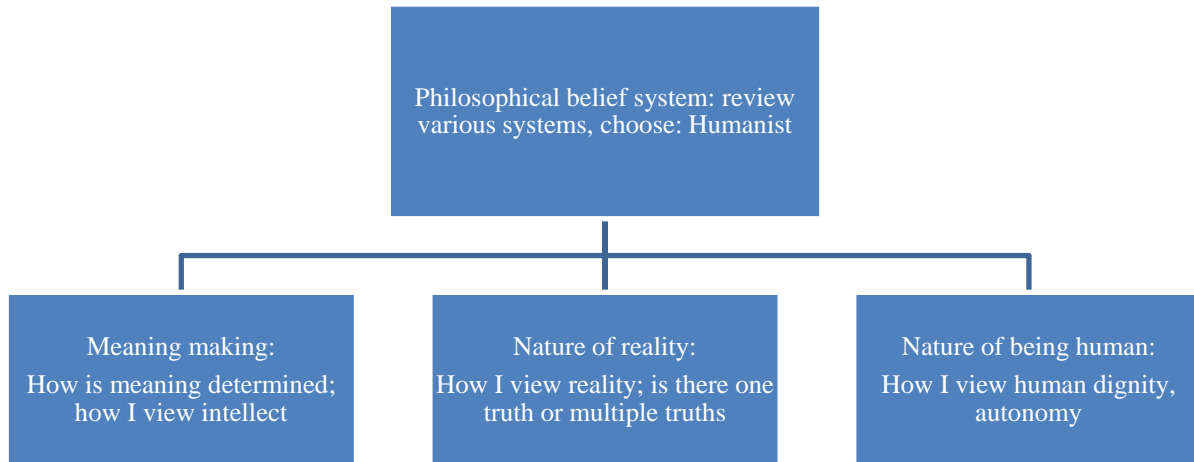 Philosophical belief system: review
various systems, choose: Humanist
Meaning making:
How is meaning determined;
how I view intellect
Nature of reality:
How I view reality; is there one
truth or multiple truths
Nature of being human:
How I view human dignity,
autonomy